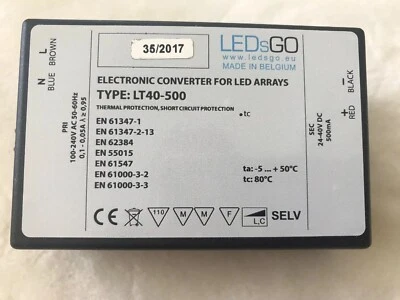 35/2017
LEDsGO
www.ledsgo.eu
MADE IN BELGIUM
N L
BLUE BROWN
PRI
100-240V AC 50-60Hz
0,1 - 0,05A λ ≥ 0,95
ELECTRONIC CONVERTER FOR LED ARRAYS
TYPE: LT40-500
THERMAL PROTECTION, SHORT CIRCUIT PROTECTION
.tc
EN 61347-1
EN 61347-2-13
EN 62384
EN 55015
EN 61547
EN 61000-3-2
EN 61000-3-3
ta: -5 ... +50°C
tc: 80°C
CE 110 M M F L,C SELV
SEC
24-40V DC
500mA
+ -
RED BLACK